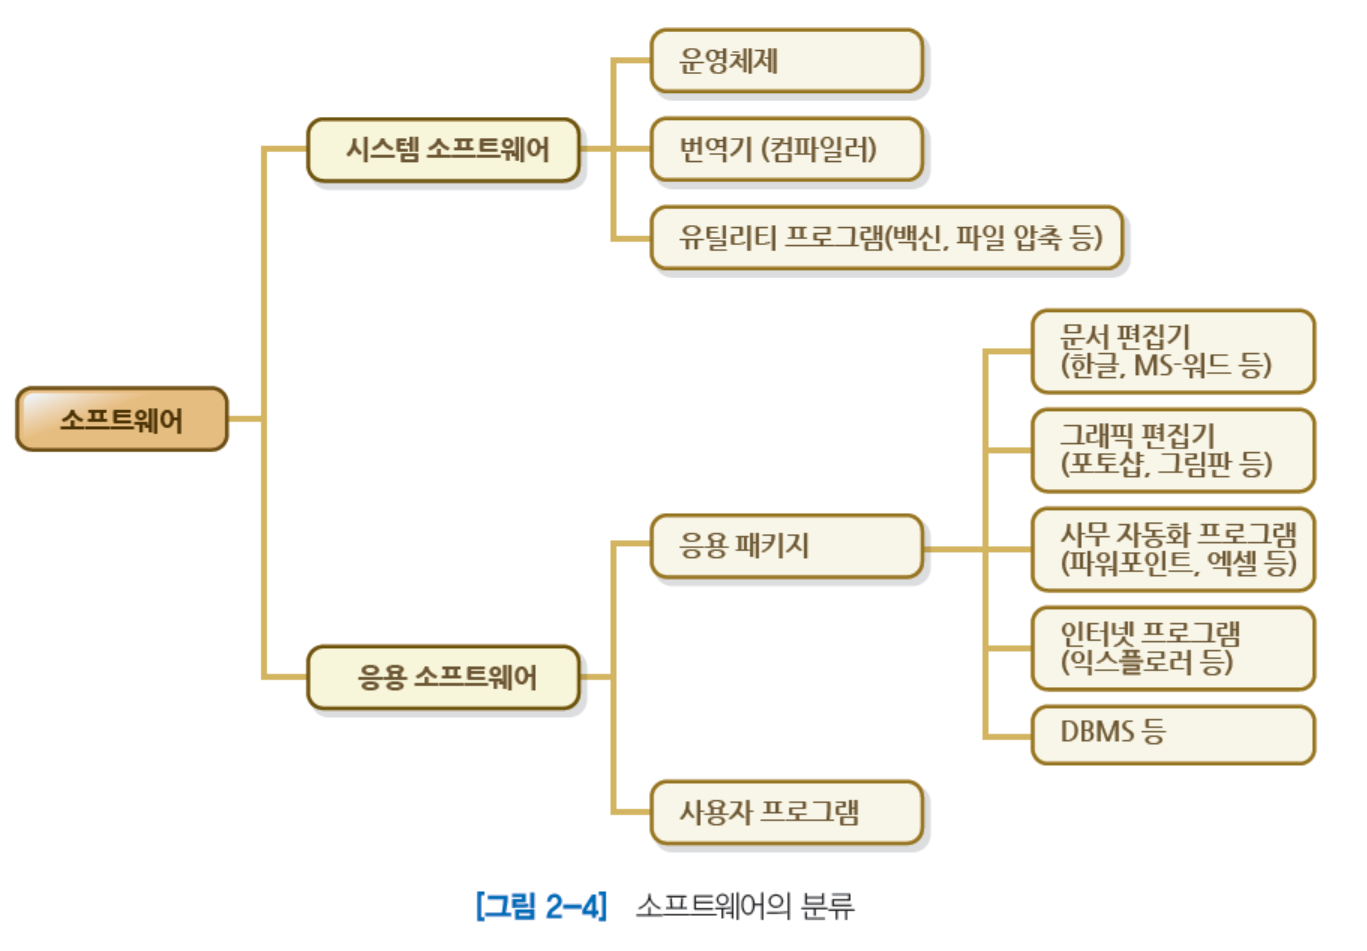 운영체제
시스템 소프트웨어
번역기 (컴파일러)
유틸리티 프로그램(백신, 파일 압축 등)
소프트웨어
문서 편집기
(한글, MS-워드 등)
그래픽 편집기
(포토샵, 그림판 등)
응용 패키지
사무 자동화 프로그램
(파워포인트, 엑셀 등)
인터넷 프로그램
(익스플로러 등)
DBMS 등
응용 소프트웨어
사용자 프로그램
[그림 2-4] 소프트웨어의 분류